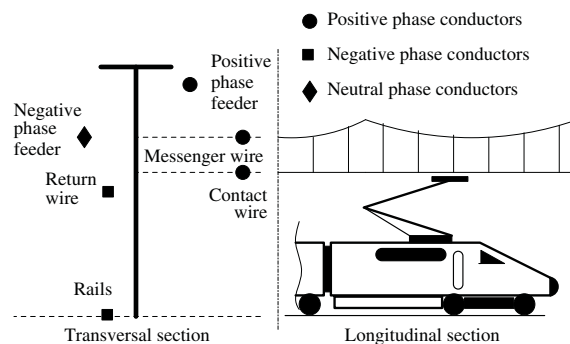 Positive phase conductors
Negative phase conductors
Neutral phase conductors
Positive
phase
feeder
Negative
phase
feeder
Messenger wire
Return
wire
Contact
wire
Rails
Transversal section
Longitudinal section